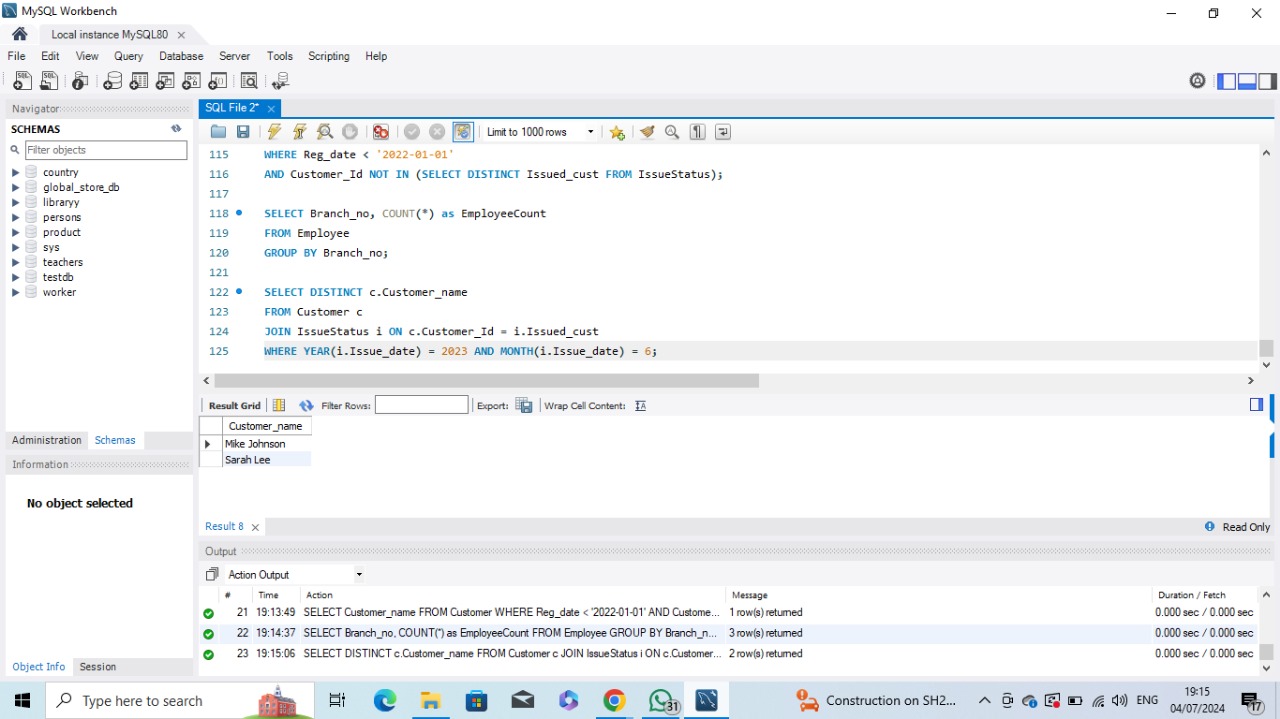 MySQL Workbench
Local instance MySQL80
File Edit View Query Database Server Tools Scripting Help
Navigator
SCHEMAS
Filter objects
country
global_store_db
libraryy
persons
product
sys
teachers
testdb
worker
Administration Schemas
Information
No object selected
Object Info Session
SQL File 2*
Limit to 1000 rows
115 WHERE Reg_date < '2022-01-01'
116 AND Customer_Id NOT IN (SELECT DISTINCT Issued_cust FROM IssueStatus);
117
118 SELECT Branch_no, COUNT(*) as EmployeeCount
119 FROM Employee
120 GROUP BY Branch_no;
121
122 SELECT DISTINCT c.Customer_name
123 FROM Customer c
124 JOIN IssueStatus i ON c.Customer_Id = i.Issued_cust
125 WHERE YEAR(i.Issue_date) = 2023 AND MONTH(i.Issue_date) = 6;
Result Grid Filter Rows: Export: Wrap Cell Content:
Customer_name
Mike Johnson
Sarah Lee
Result 8 Read Only
Output
Action Output
# Time Action Message Duration / Fetch
21 19:13:49 SELECT Customer_name FROM Customer WHERE Reg_date < '2022-01-01' AND Custome... 1 row(s) returned 0.000 sec / 0.000 sec
22 19:14:37 SELECT Branch_no, COUNT(*) as EmployeeCount FROM Employee GROUP BY Branch_n... 3 row(s) returned 0.000 sec / 0.000 sec
23 19:15:06 SELECT DISTINCT c.Customer_name FROM Customer c JOIN IssueStatus i ON c.Customer... 2 row(s) returned 0.000 sec / 0.000 sec
Type here to search 31 Construction on SH2... ENG 9:15 17
04/07/2024